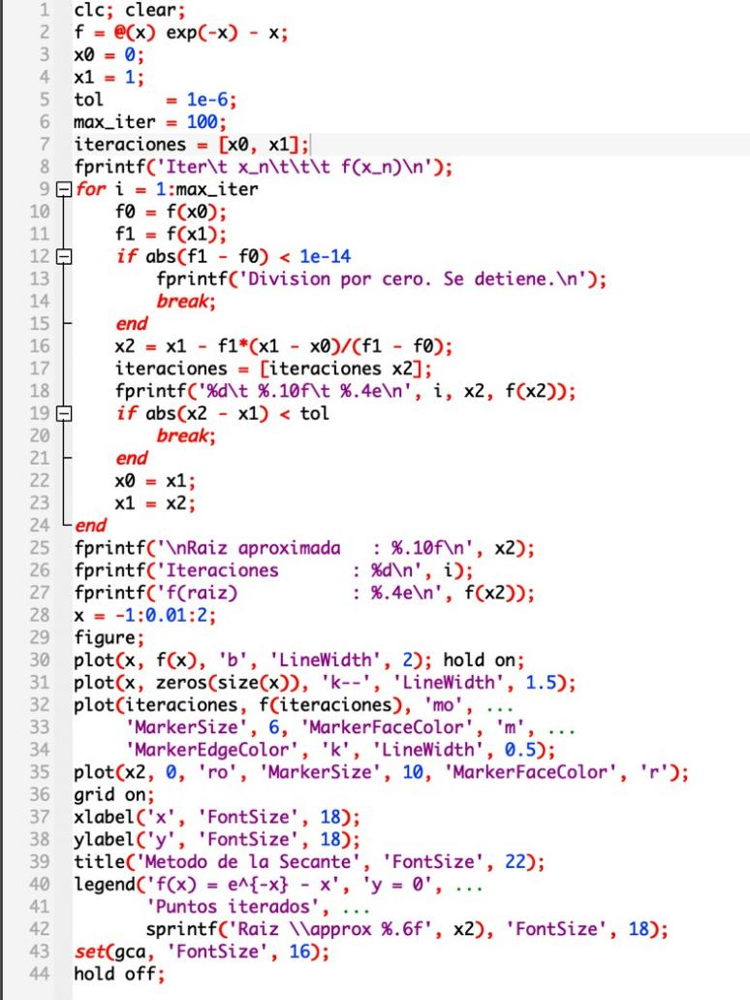 1 clc; clear;
2 f = @(x) exp(-x) - x;
3 x0 = 0;
4 x1 = 1;
5 tol      = 1e-6;
6 max_iter = 100;
7 iteraciones = [x0, x1];
8 fprintf('Iter\t x_n\t\t\t f(x_n)\n');
9 for i = 1:max_iter
10     f0 = f(x0);
11     f1 = f(x1);
12     if abs(f1 - f0) < 1e-14
13         fprintf('Division por cero. Se detiene.\n');
14         break;
15     end
16     x2 = x1 - f1*(x1 - x0)/(f1 - f0);
17     iteraciones = [iteraciones x2];
18     fprintf('%d\t %.10f\t %.4e\n', i, x2, f(x2));
19     if abs(x2 - x1) < tol
20         break;
21     end
22     x0 = x1;
23     x1 = x2;
24 end
25 fprintf('\nRaiz aproximada   : %.10f\n', x2);
26 fprintf('Iteraciones       : %d\n', i);
27 fprintf('f(raiz)           : %.4e\n', f(x2));
28 x = -1:0.01:2;
29 figure;
30 plot(x, f(x), 'b', 'LineWidth', 2); hold on;
31 plot(x, zeros(size(x)), 'k--', 'LineWidth', 1.5);
32 plot(iteraciones, f(iteraciones), 'mo', ...
33      'MarkerSize', 6, 'MarkerFaceColor', 'm', ...
34      'MarkerEdgeColor', 'k', 'LineWidth', 0.5);
35 plot(x2, 0, 'ro', 'MarkerSize', 10, 'MarkerFaceColor', 'r');
36 grid on;
37 xlabel('x', 'FontSize', 18);
38 ylabel('y', 'FontSize', 18);
39 title('Metodo de la Secante', 'FontSize', 22);
40 legend('f(x) = e^{-x} - x', 'y = 0', ...
41        'Puntos iterados', ...
42        sprintf('Raiz \\approx %.6f', x2), 'FontSize', 18);
43 set(gca, 'FontSize', 16);
44 hold off;